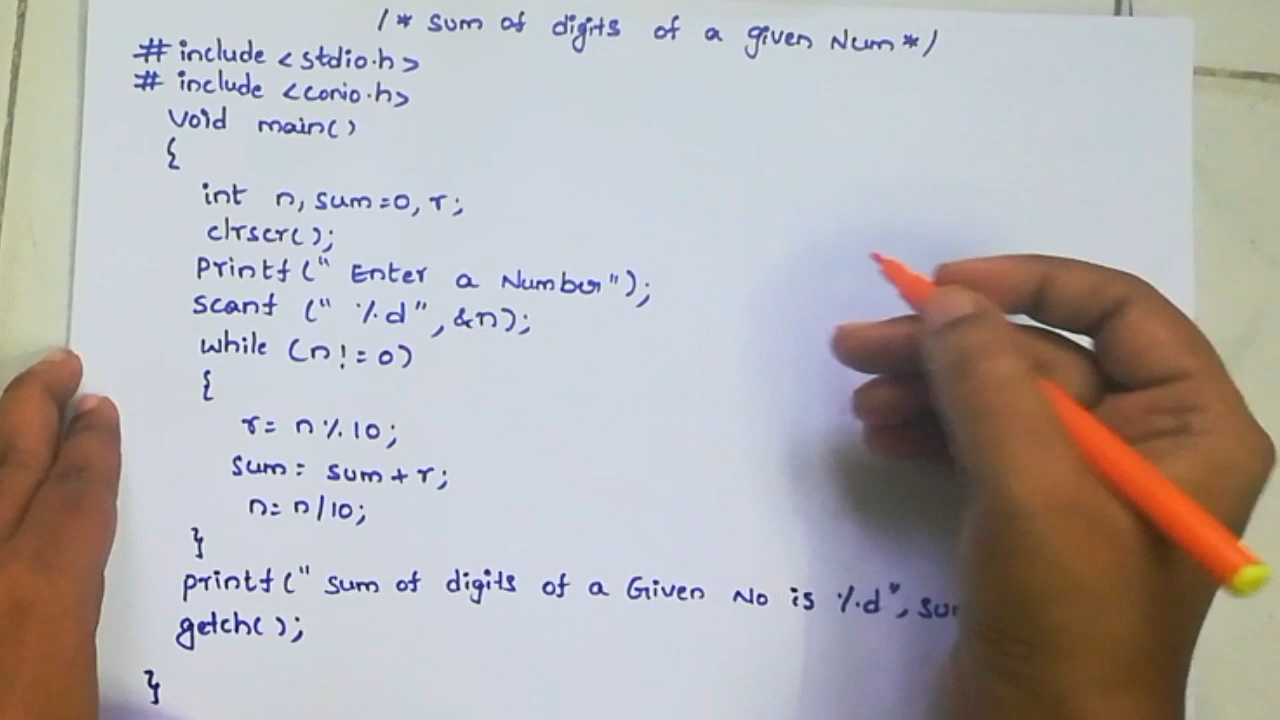 /* sum of digits of a given Num */
# include <stdio.h>
# include <conio.h>
void main()
{
int n, sum=0, r;
clrscr();
printf(" Enter a Number");
scanf (" %d", &n);
while (n!=0)
{
r= n%10;
sum= sum+r;
n= n/10;
}
printf(" sum of digits of a Given No is %d",
getch();
}